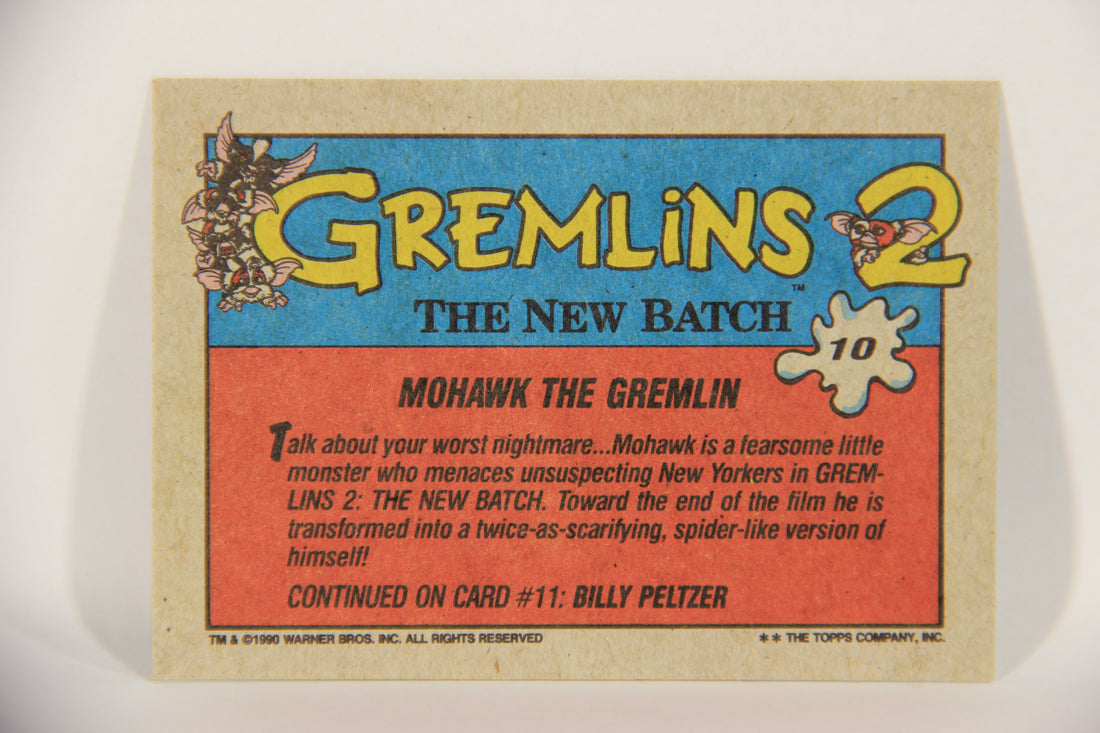 GREMLiNS 2
TM
THE NEW BATCH
10
MOHAWK THE GREMLIN
Talk about your worst nightmare...Mohawk is a fearsome little
monster who menaces unsuspecting New Yorkers in GREM-
LINS 2: THE NEW BATCH. Toward the end of the film he is
transformed into a twice-as-scarifying, spider-like version of
himself!
CONTINUED ON CARD #11: BILLY PELTZER
TM & ©1990 WARNER BROS. INC. ALL RIGHTS RESERVED
** THE TOPPS COMPANY, INC.